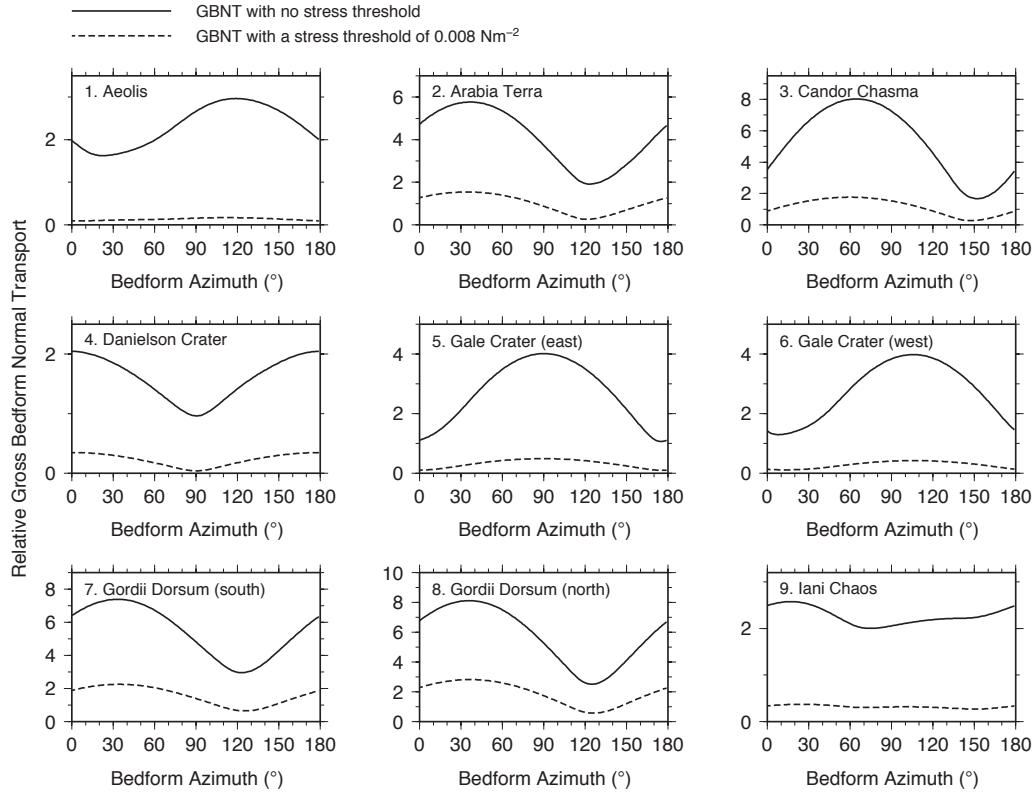 GBNT with no stress threshold
GBNT with a stress threshold of 0.008 Nm⁻²
Relative Gross Bedform Normal Transport
1. Aeolis
2
0
0 30 60 90 120 150 180
Bedform Azimuth (°)
2. Arabia Terra
6
4
2
0
0 30 60 90 120 150 180
Bedform Azimuth (°)
3. Candor Chasma
8
6
4
2
0
0 30 60 90 120 150 180
Bedform Azimuth (°)
4. Danielson Crater
2
1
0
0 30 60 90 120 150 180
Bedform Azimuth (°)
5. Gale Crater (east)
4
2
0
0 30 60 90 120 150 180
Bedform Azimuth (°)
6. Gale Crater (west)
4
2
0
0 30 60 90 120 150 180
Bedform Azimuth (°)
7. Gordii Dorsum (south)
8
6
4
2
0
0 30 60 90 120 150 180
Bedform Azimuth (°)
8. Gordii Dorsum (north)
10
8
6
4
2
0
0 30 60 90 120 150 180
Bedform Azimuth (°)
9. Iani Chaos
2
0
0 30 60 90 120 150 180
Bedform Azimuth (°)